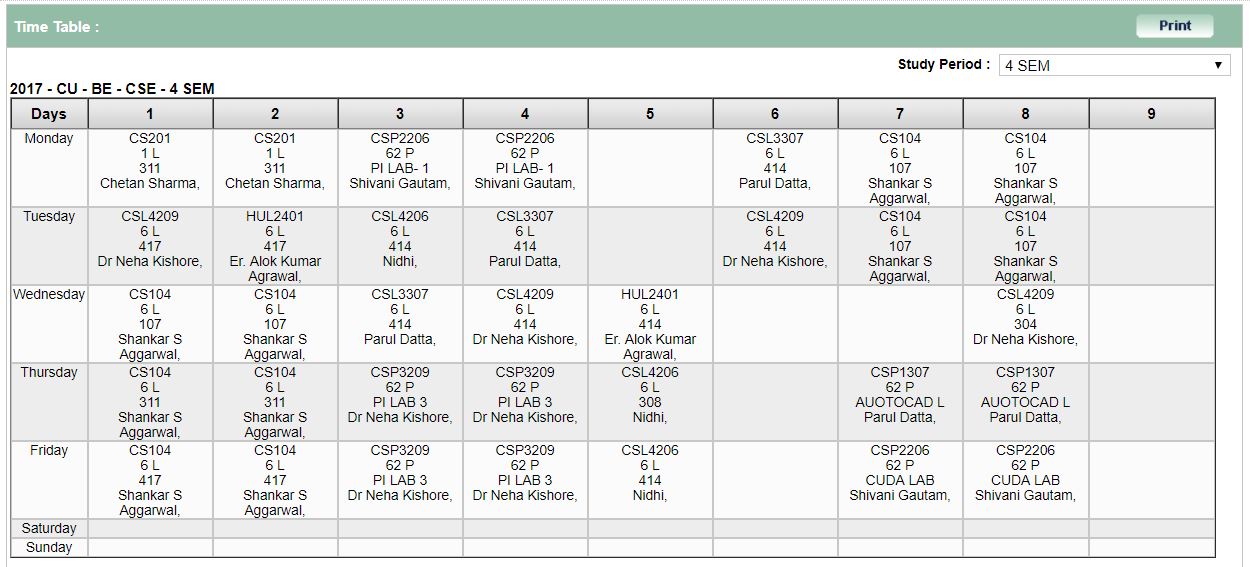 Time Table :
Print
Study Period : 4 SEM
2017 - CU - BE - CSE - 4 SEM
Days 1 2 3 4 5 6 7 8 9
Monday CS201 CS201 CSP2206 CSP2206 CSL3307 CS104 CS104
1 L 1 L 62 P 62 P 6 L 6 L 6 L
311 311 PI LAB- 1 PI LAB- 1 414 107 107
Chetan Sharma, Chetan Sharma, Shivani Gautam, Shivani Gautam, Parul Datta, Shankar S Shankar S
Aggarwal, Aggarwal,
Tuesday CSL4209 HUL2401 CSL4206 CSL3307 CSL4209 CS104 CS104
6 L 6 L 6 L 6 L 6 L 6 L 6 L
417 417 414 414 414 107 107
Dr Neha Kishore, Er. Alok Kumar Nidhi, Parul Datta, Dr Neha Kishore, Shankar S Shankar S
Agrawal, Aggarwal, Aggarwal,
Wednesday CS104 CS104 CSL3307 CSL4209 HUL2401 CSL4209
6 L 6 L 6 L 6 L 6 L 6 L
107 107 414 414 414 304
Shankar S Shankar S Parul Datta, Dr Neha Kishore, Er. Alok Kumar Dr Neha Kishore,
Aggarwal, Aggarwal, Agrawal,
Thursday CS104 CS104 CSP3209 CSP3209 CSL4206 CSP1307 CSP1307
6 L 6 L 62 P 62 P 6 L 62 P 62 P
311 311 PI LAB 3 PI LAB 3 308 AUOTOCAD L AUOTOCAD L
Shankar S Shankar S Dr Neha Kishore, Dr Neha Kishore, Nidhi, Parul Datta, Parul Datta,
Aggarwal, Aggarwal,
Friday CS104 CS104 CSP3209 CSP3209 CSL4206 CSP2206 CSP2206
6 L 6 L 62 P 62 P 6 L 62 P 62 P
417 417 PI LAB 3 PI LAB 3 414 CUDA LAB CUDA LAB
Shankar S Shankar S Dr Neha Kishore, Dr Neha Kishore, Nidhi, Shivani Gautam, Shivani Gautam,
Aggarwal, Aggarwal,
Saturday
Sunday